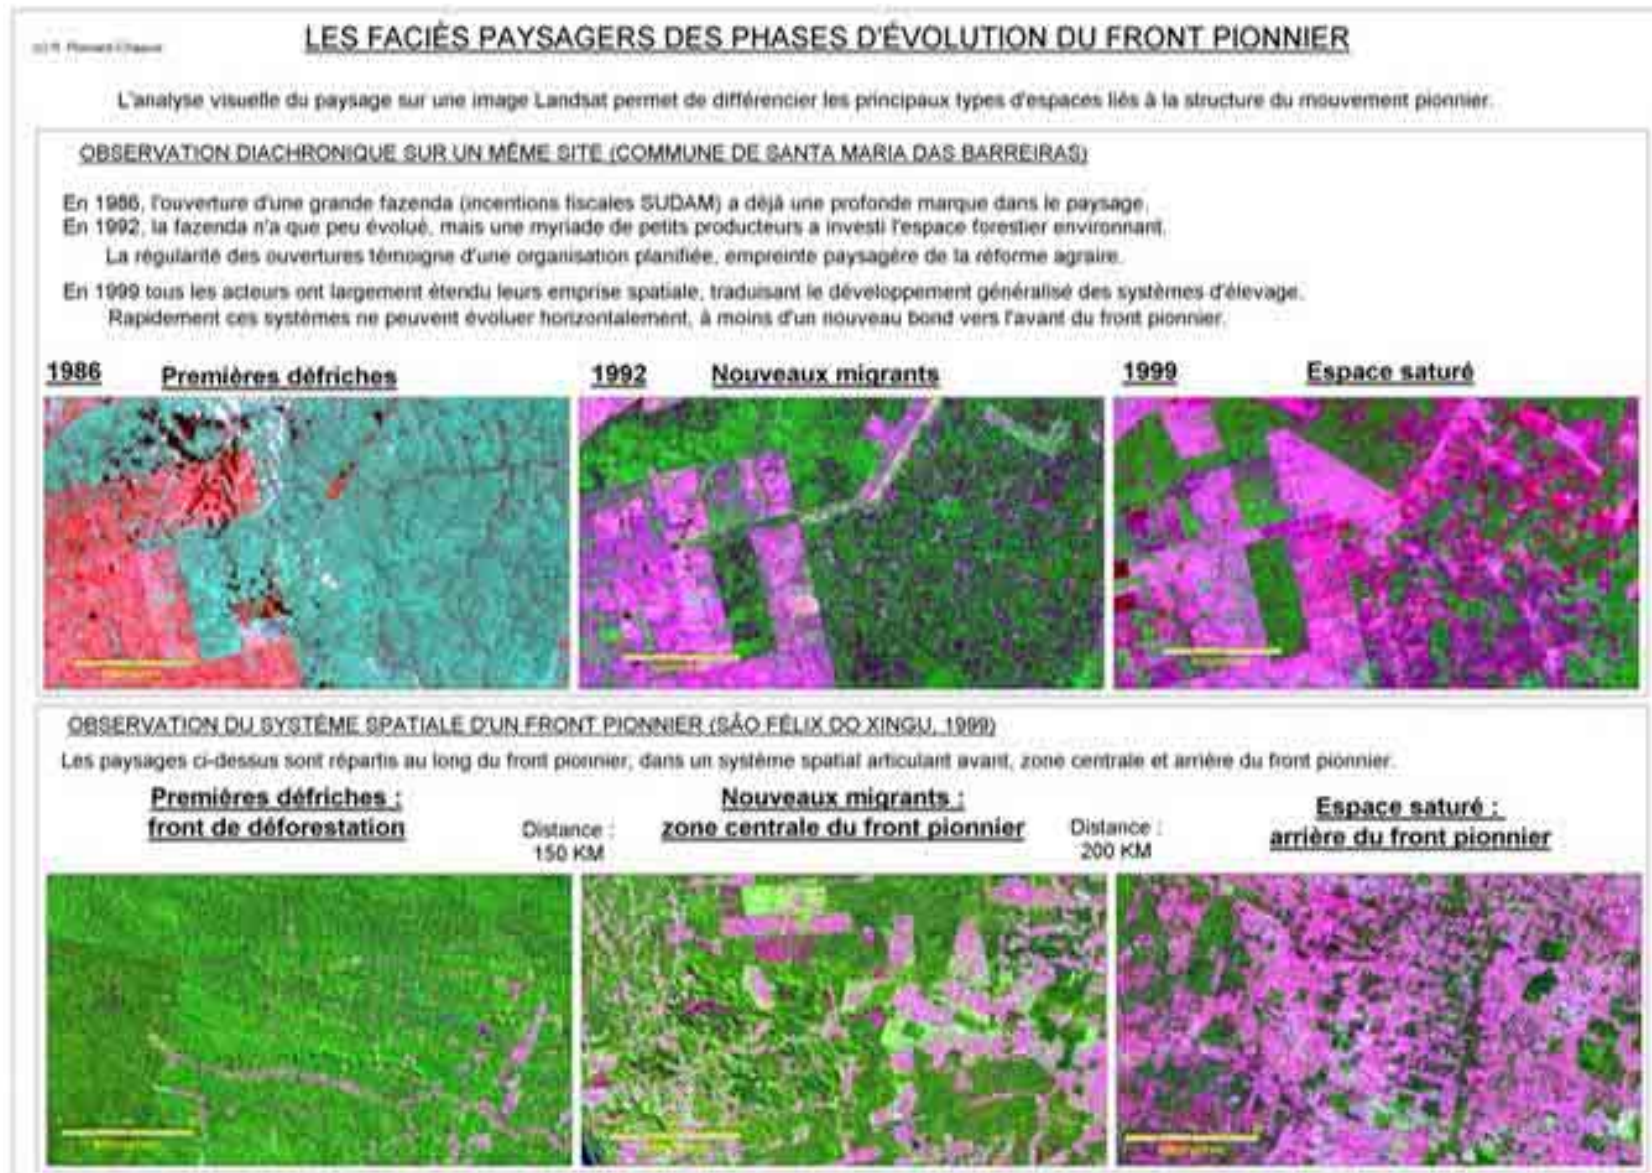 LES FACIÈS PAYSAGERS DES PHASES D'ÉVOLUTION DU FRONT PIONNIER
L'analyse visuelle du paysage sur une image Landsat permet de différencier les principaux types d'espaces liés à la structure du mouvement pionnier.
OBSERVATION DIACHRONIQUE SUR UN MÊME SITE (COMMUNE DE SANTA MARIA DAS BARREIRAS)
En 1986, l'ouverture d'une grande fazenda (incentions fiscales SUDAM) a déjà une profonde marque dans le paysage.
En 1992, la fazenda n'a que peu évolué, mais une myriade de petits producteurs a investi l'espace forestier environnant.
La régularité des ouvertures témoigne d'une organisation planifiée, empreinte paysagère de la réforme agraire.
En 1999 tous les acteurs ont largement étendu leurs emprise spatiale, traduisant le développement généralisé des systèmes d'élevage.
Rapidement ces systèmes ne peuvent évoluer horizontalement, à moins d'un nouveau bond vers l'avant du front pionnier.
1986 Premières défriches
1992 Nouveaux migrants
1999 Espace saturé
OBSERVATION DU SYSTÈME SPATIALE D'UN FRONT PIONNIER (SÃO FÉLIX DO XINGU, 1999)
Les paysages ci-dessus sont répartis au long du front pionnier, dans un système spatial articulant avant, zone centrale et arrière du front pionnier.
Premières défriches :
front de déforestation
Distance :
150 KM
Nouveaux migrants :
zone centrale du front pionnier
Distance :
200 KM
Espace saturé :
arrière du front pionnier